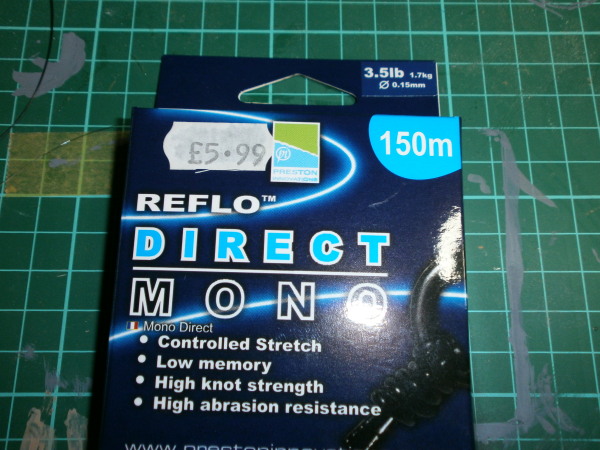 3.5lb 1.7kg
Ø 0.15mm
£5.99
150m
PRESTON
REFLO™
DIRECT
MONO
Mono Direct
• Controlled Stretch
• Low memory
• High knot strength
• High abrasion resistance